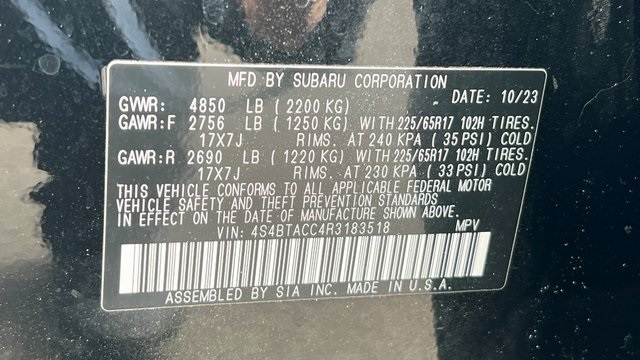 MFD BY SUBARU CORPORATION
GVWR: 4850 LB (2200 KG) DATE: 10/23
GAWR:F 2756 LB (1250 KG) WITH 225/65R17 102H TIRES.
17X7J RIMS. AT 240 KPA (35 PSI) COLD
GAWR:R 2690 LB (1220 KG) WITH 225/65R17 102H TIRES.
17X7J RIMS. AT 230 KPA (33 PSI) COLD
THIS VEHICLE CONFORMS TO ALL APPLICABLE FEDERAL MOTOR
VEHICLE SAFETY AND THEFT PREVENTION STANDARDS
IN EFFECT ON THE DATE OF MANUFACTURE SHOWN ABOVE.
VIN: 4S4BTACC4R3183518 MPV
ASSEMBLED BY SIA INC. MADE IN U.S.A.